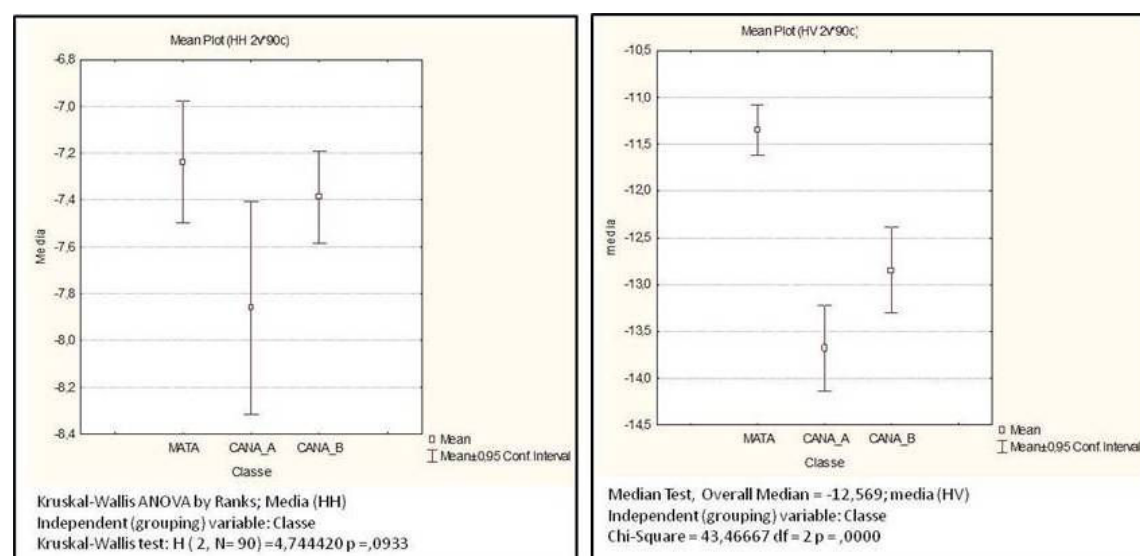 Mean Plot (HH 2v*90c)
-6,8
-7,0
-7,2
-7,4
-7,6
-7,8
-8,0
-8,2
-8,4
Media
MATA CANA_A CANA_B
Classe
Mean
Mean±0,95 Conf. Interval
Kruskal-Wallis ANOVA by Ranks; Media (HH)
Independent (grouping) variable: Classe
Kruskal-Wallis test: H ( 2, N= 90) =4,744420 p =,0933
Mean Plot (HV 2v*90c)
-10,5
-11,0
-11,5
-12,0
-12,5
-13,0
-13,5
-14,0
-14,5
media
MATA CANA_A CANA_B
Classe
Mean
Mean±0,95 Conf. Interval
Median Test, Overall Median = -12,569; media (HV)
Independent (grouping) variable: Classe
Chi-Square = 43,46667 df = 2 p = ,0000